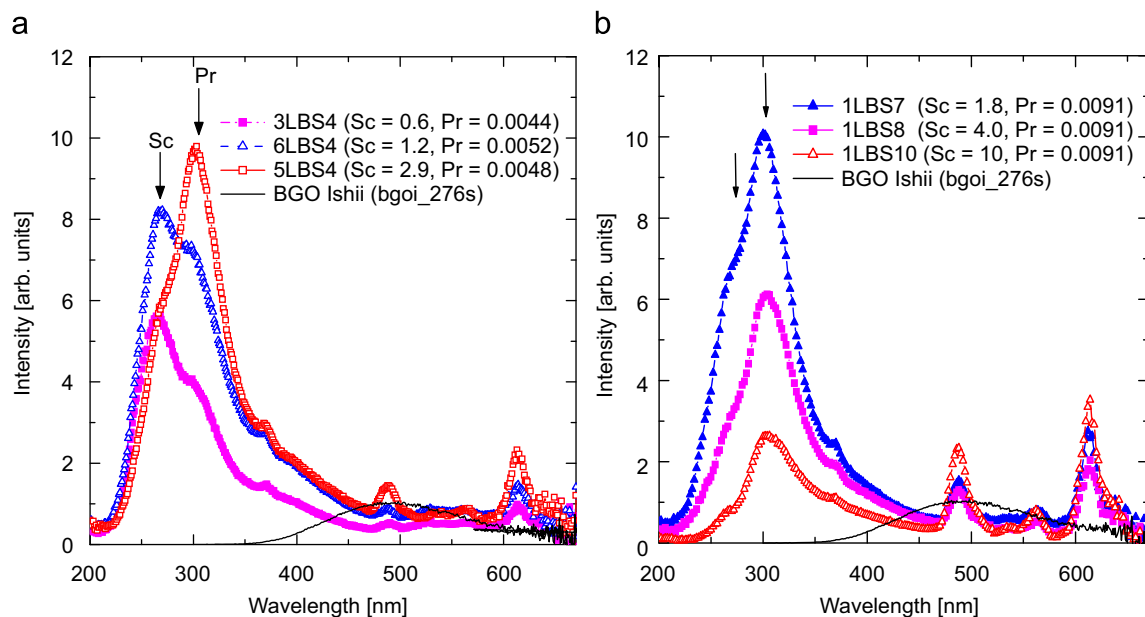 a
12
10
8
6
4
2
0
Intensity [arb. units]
Sc
Pr
3LBS4 (Sc = 0.6, Pr = 0.0044)
6LBS4 (Sc = 1.2, Pr = 0.0052)
5LBS4 (Sc = 2.9, Pr = 0.0048)
BGO Ishii (bgoi_276s)
200 300 400 500 600
Wavelength [nm]
b
12
10
8
6
4
2
0
Intensity [arb. units]
1LBS7 (Sc = 1.8, Pr = 0.0091)
1LBS8 (Sc = 4.0, Pr = 0.0091)
1LBS10 (Sc = 10, Pr = 0.0091)
BGO Ishii (bgoi_276s)
200 300 400 500 600
Wavelength [nm]